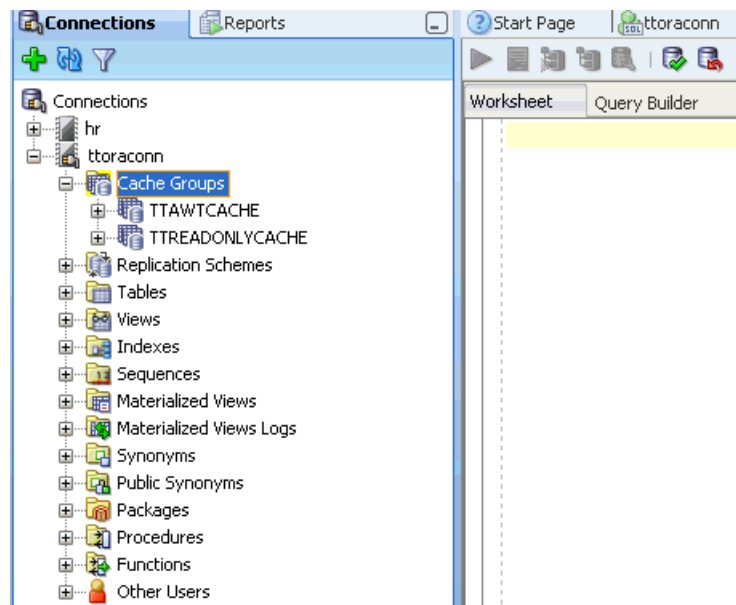 Connections
Reports
Start Page
ttoraconn
Worksheet
Query Builder
Connections
hr
ttoraconn
Cache Groups
TTAWTCACHE
TTREADONLYCACHE
Replication Schemes
Tables
Views
Indexes
Sequences
Materialized Views
Materialized Views Logs
Synonyms
Public Synonyms
Packages
Procedures
Functions
Other Users